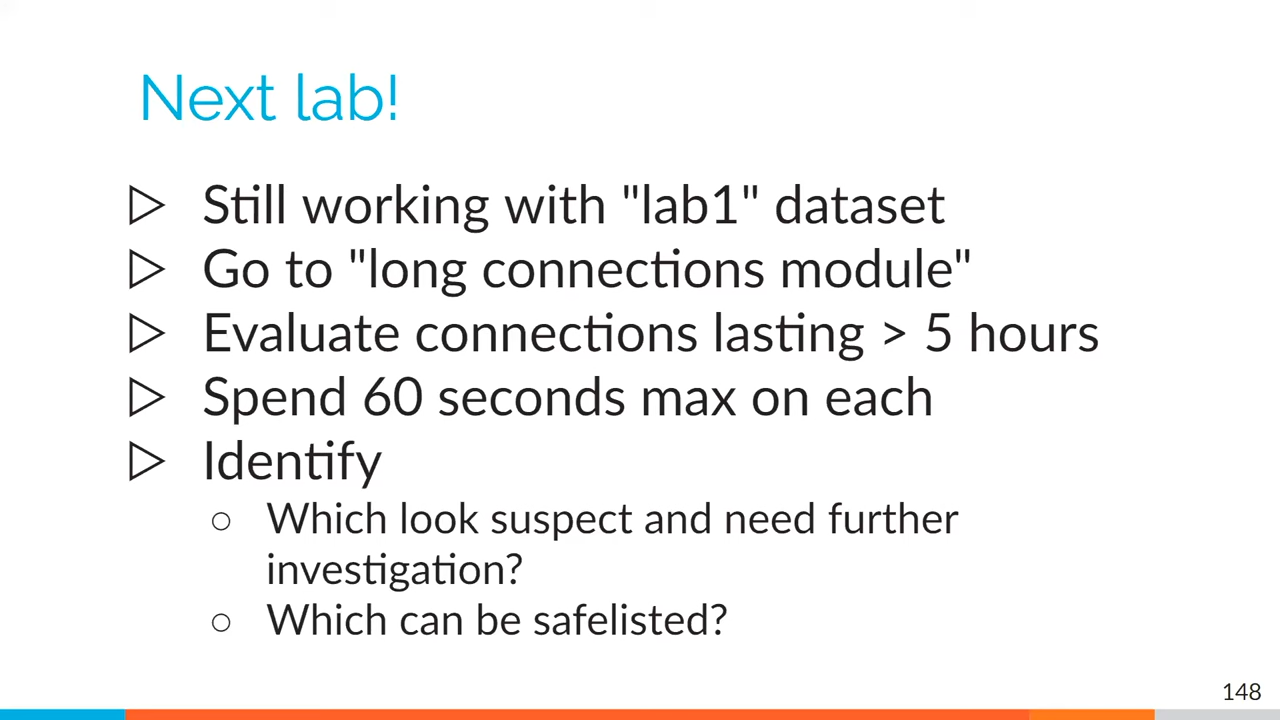 Next lab!
Still working with "lab1" dataset
Go to "long connections module"
Evaluate connections lasting > 5 hours
Spend 60 seconds max on each
Identify
Which look suspect and need further
investigation?
Which can be safelisted?
148